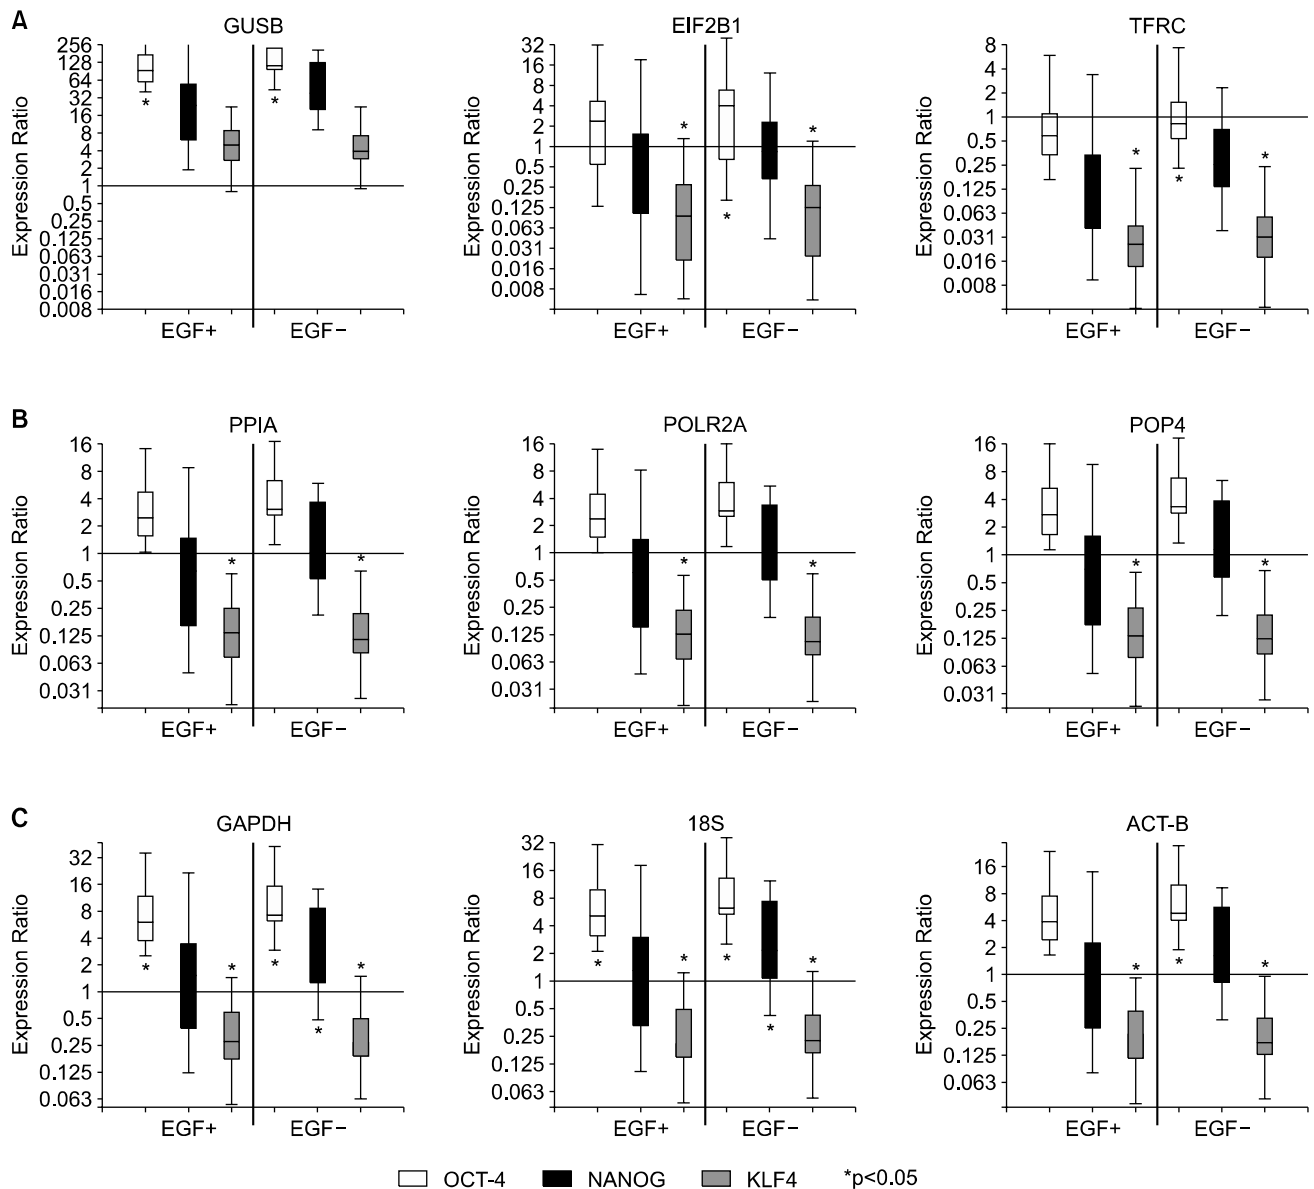 A
GUSB
EIF2B1
TFRC
Expression Ratio
256
128
64
32
16
8
4
2
1
0.5
0.25
0.125
0.063
0.031
0.016
0.008
* *
EGF+ EGF−
Expression Ratio
32
16
8
4
2
1
0.5
0.25
0.125
0.063
0.031
0.016
0.008
* * *
EGF+ EGF−
Expression Ratio
8
4
2
1
0.5
0.25
0.125
0.063
0.031
0.016
0.008
* * *
EGF+ EGF−
B
PPIA
POLR2A
POP4
Expression Ratio
16
8
4
2
1
0.5
0.25
0.125
0.063
0.031
* *
EGF+ EGF−
Expression Ratio
16
8
4
2
1
0.5
0.25
0.125
0.063
0.031
* *
EGF+ EGF−
Expression Ratio
16
8
4
2
1
0.5
0.25
0.125
0.063
0.031
* *
EGF+ EGF−
C
GAPDH
18S
ACT-B
Expression Ratio
32
16
8
4
2
1
0.5
0.25
0.125
0.063
* * * * *
EGF+ EGF−
Expression Ratio
32
16
8
4
2
1
0.5
0.25
0.125
0.063
* * * * *
EGF+ EGF−
Expression Ratio
16
8
4
2
1
0.5
0.25
0.125
0.063
* * *
EGF+ EGF−
OCT-4 NANOG KLF4 *p<0.05